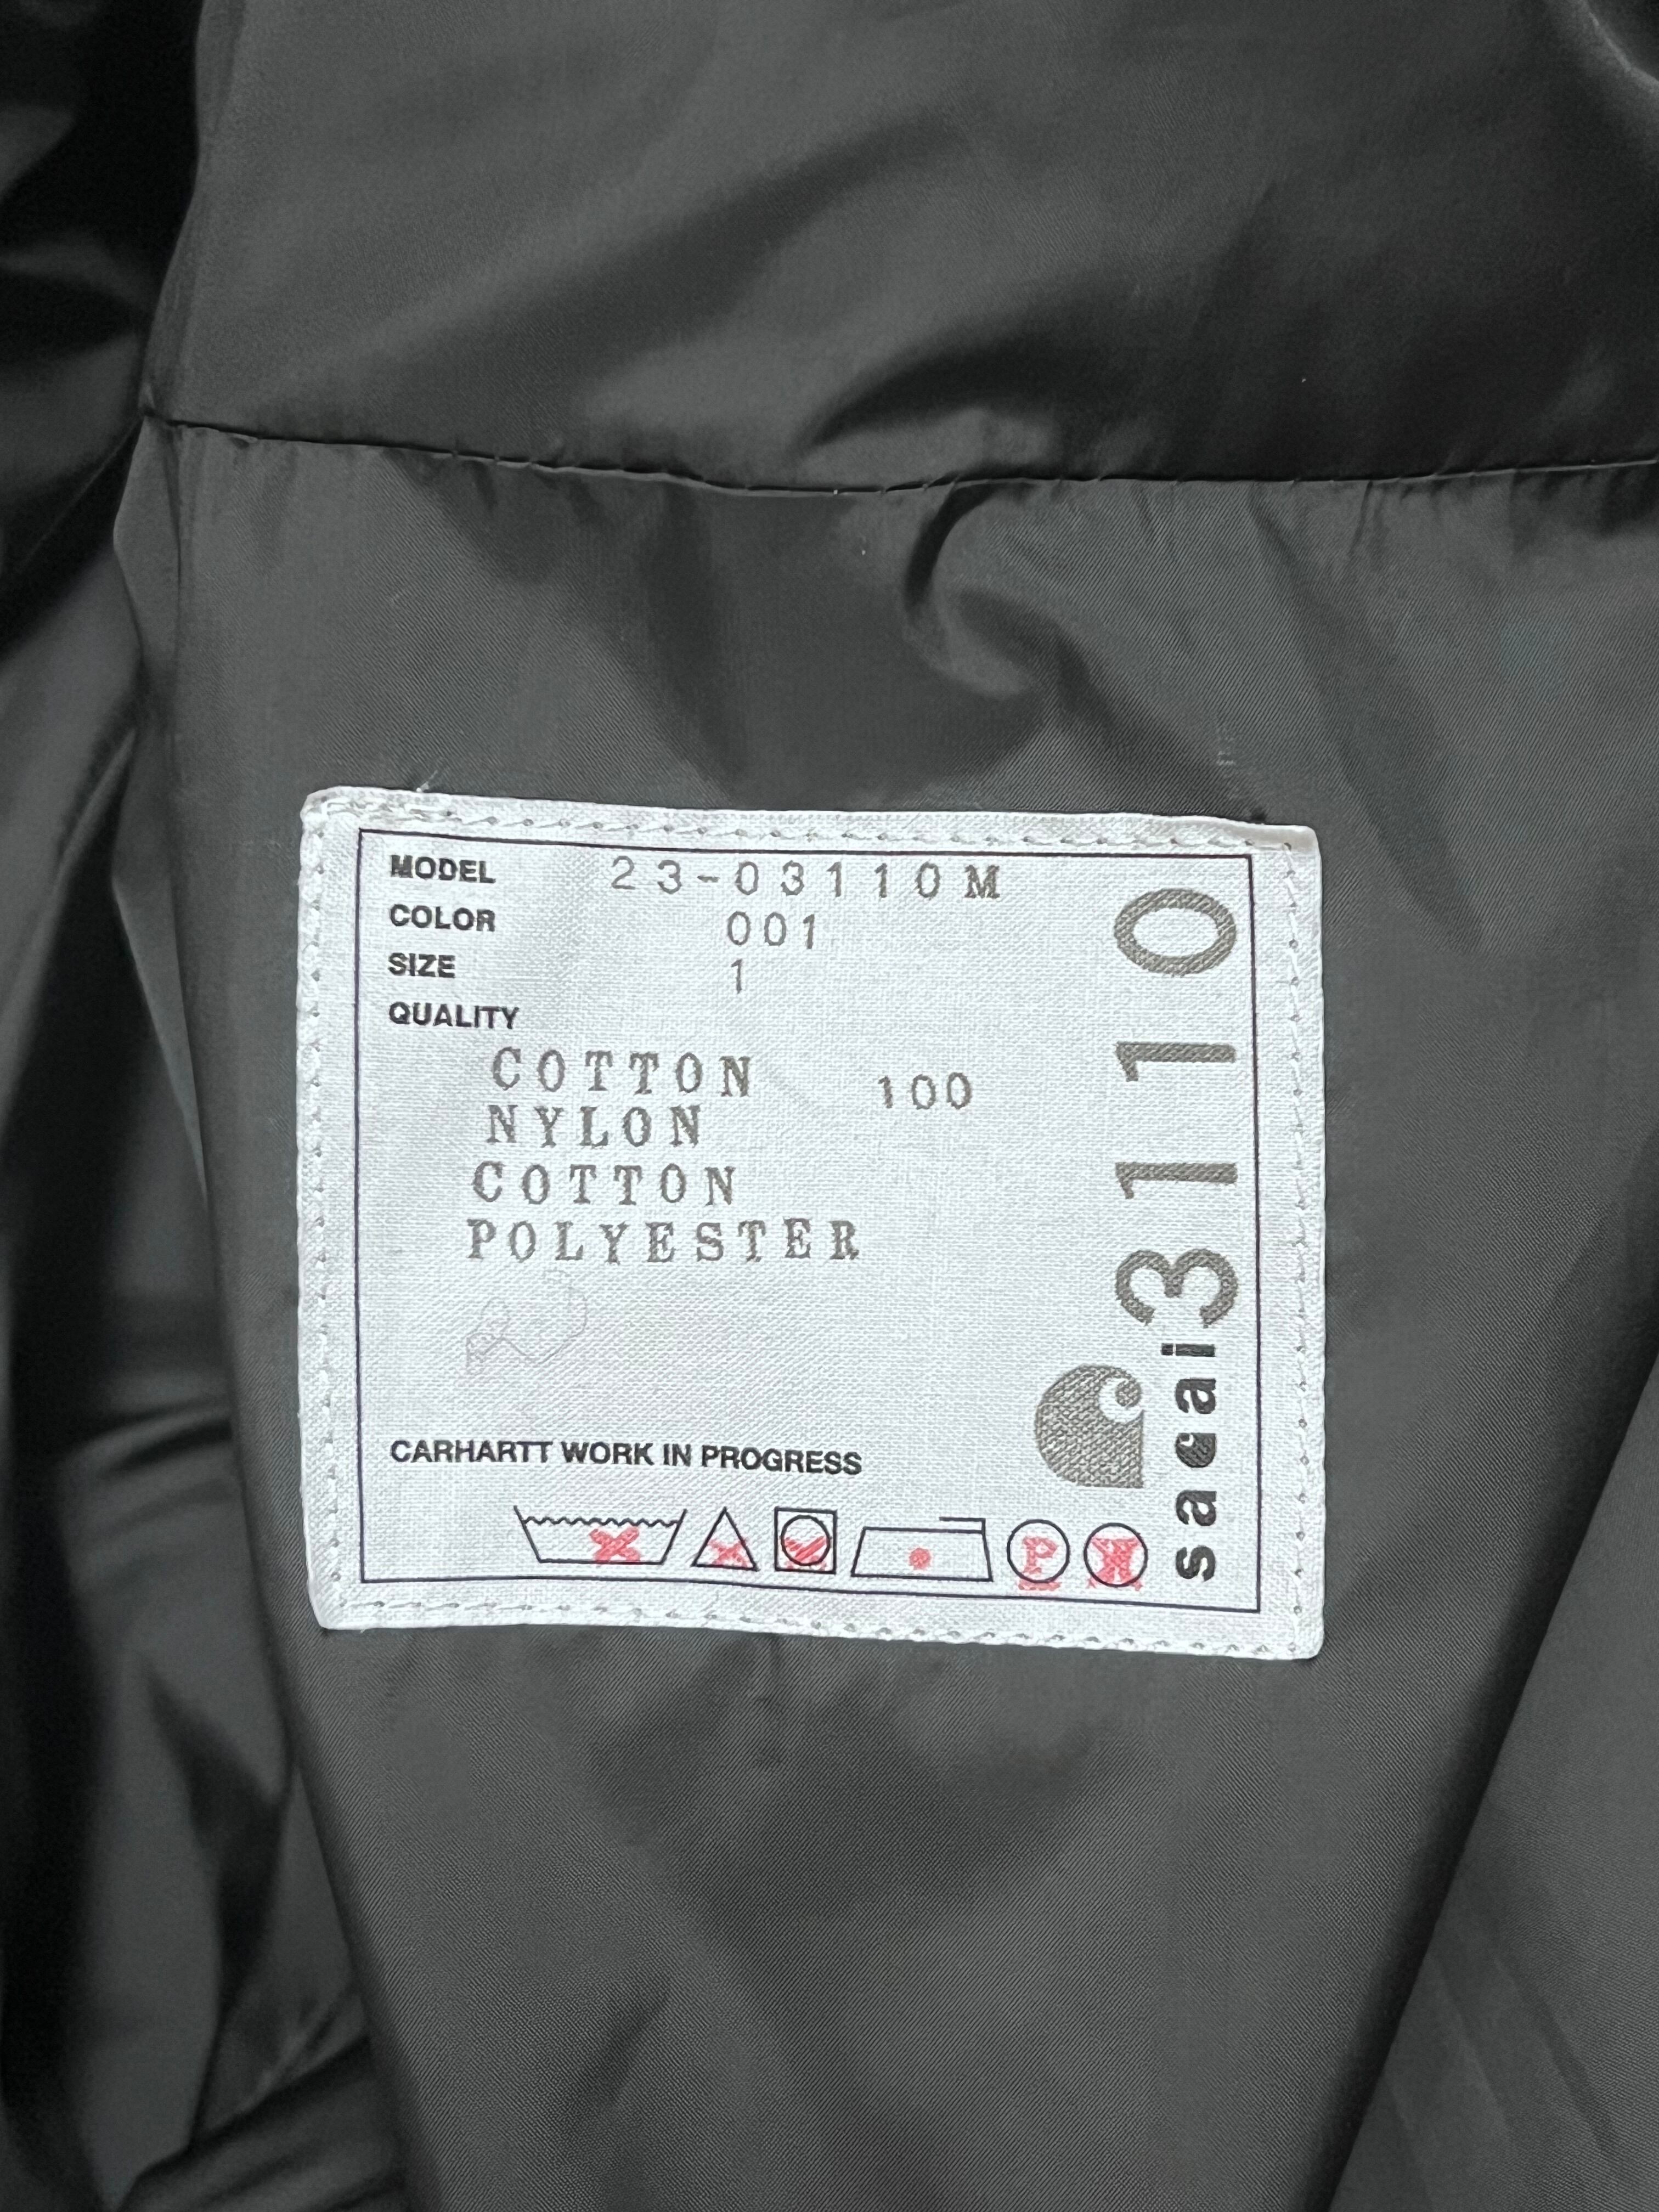 MODEL 23-03110M
COLOR 001
SIZE 1
QUALITY
COTTON 100
NYLON
COTTON
POLYESTER
CARHARTT WORK IN PROGRESS
P
W
sacai 3110